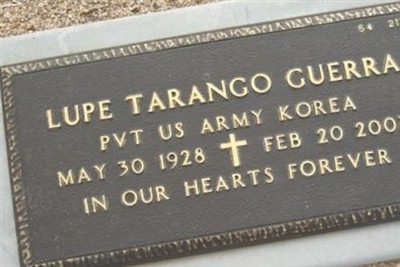 64 21
LUPE TARANGO GUERRA
PVT US ARMY KOREA
MAY 30 1928 FEB 20 200
IN OUR HEARTS FOREVER